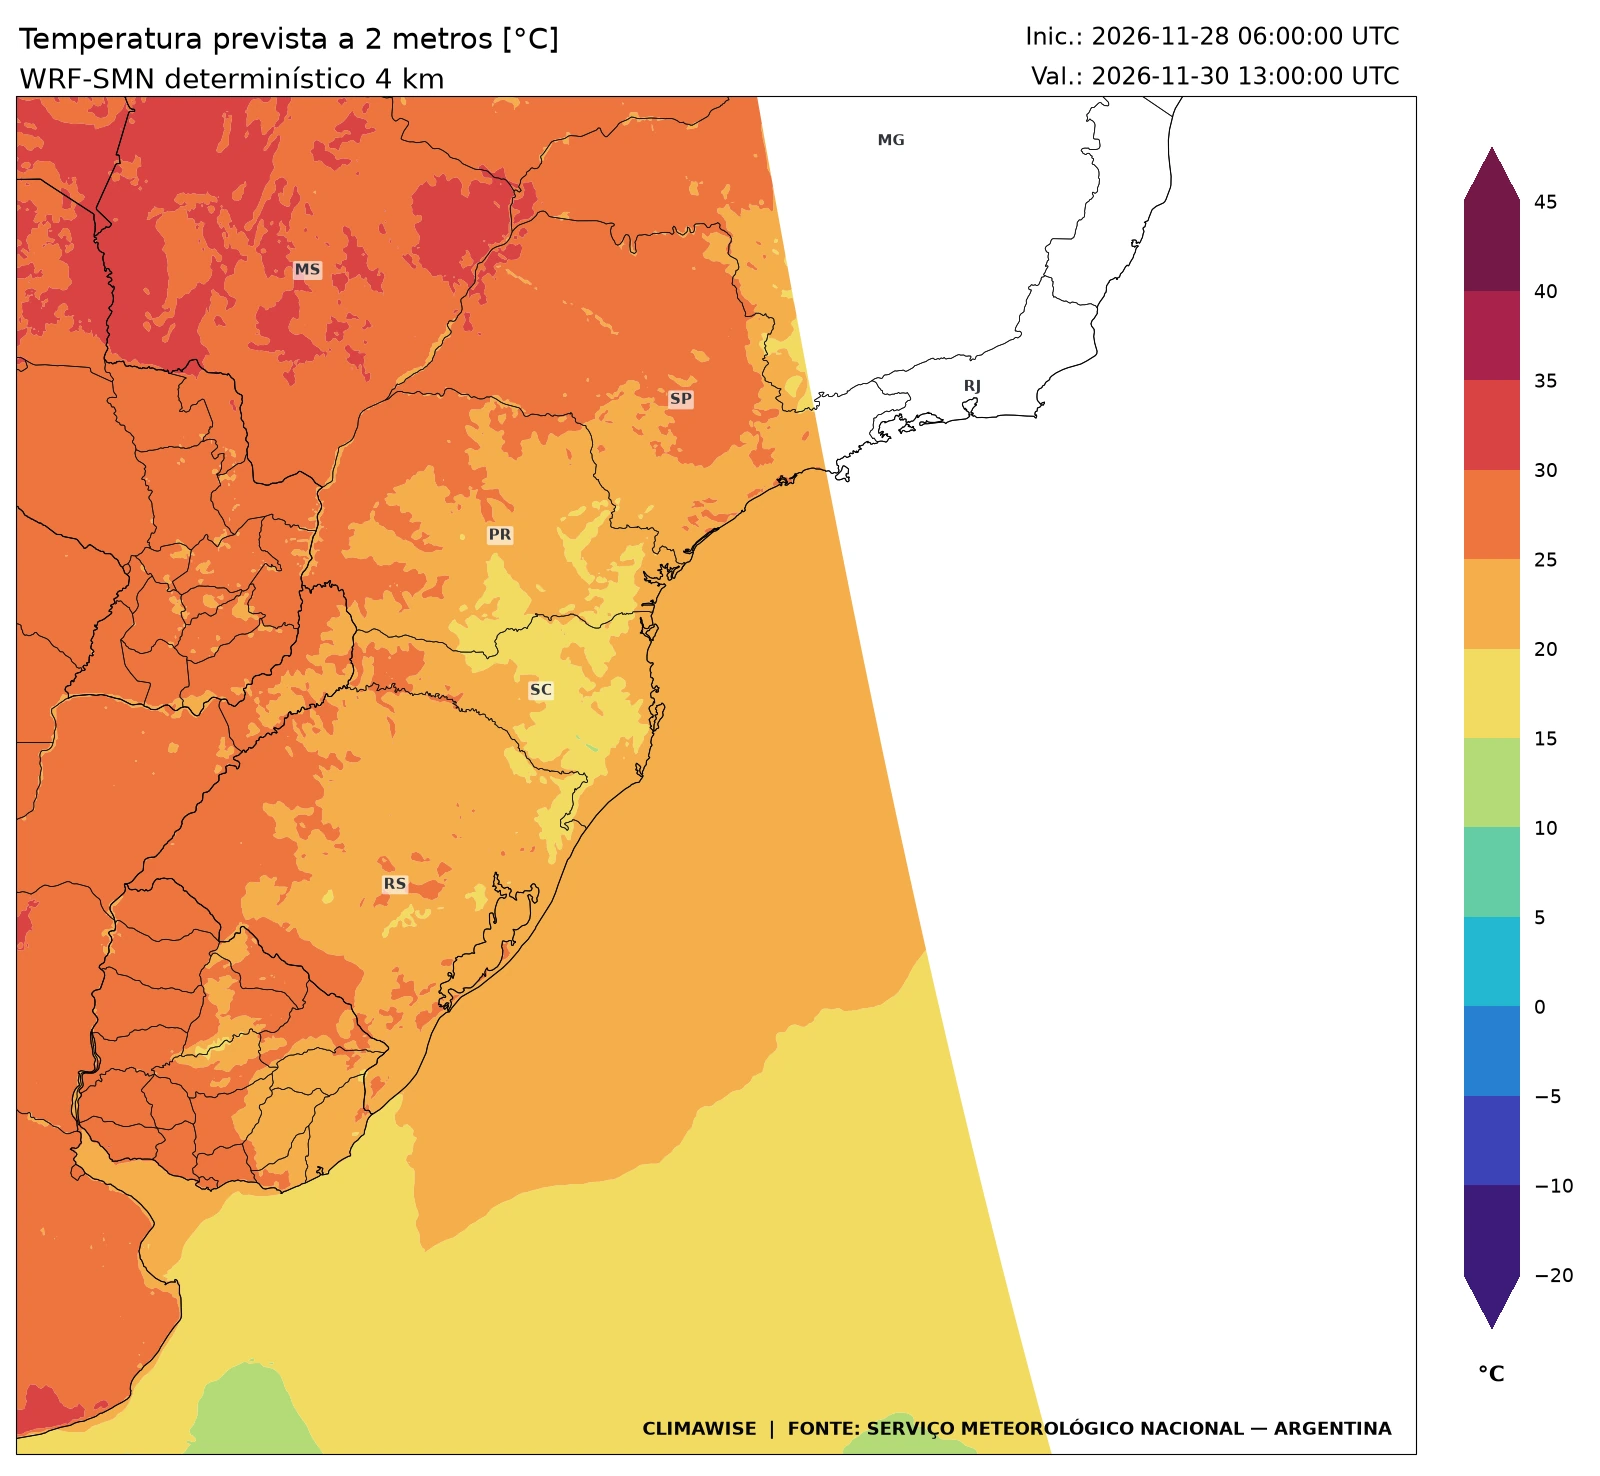 Temperatura prevista a 2 metros [°C]
WRF-SMN determinístico 4 km
Inic.: 2026-11-28 06:00:00 UTC
Val.: 2026-11-30 13:00:00 UTC
MG
MS
RJ
SP
PR
SC
RS
45
40
35
30
25
20
15
10
5
0
−5
−10
−20
°C
CLIMAWISE | FONTE: SERVIÇO METEOROLÓGICO NACIONAL — ARGENTINA